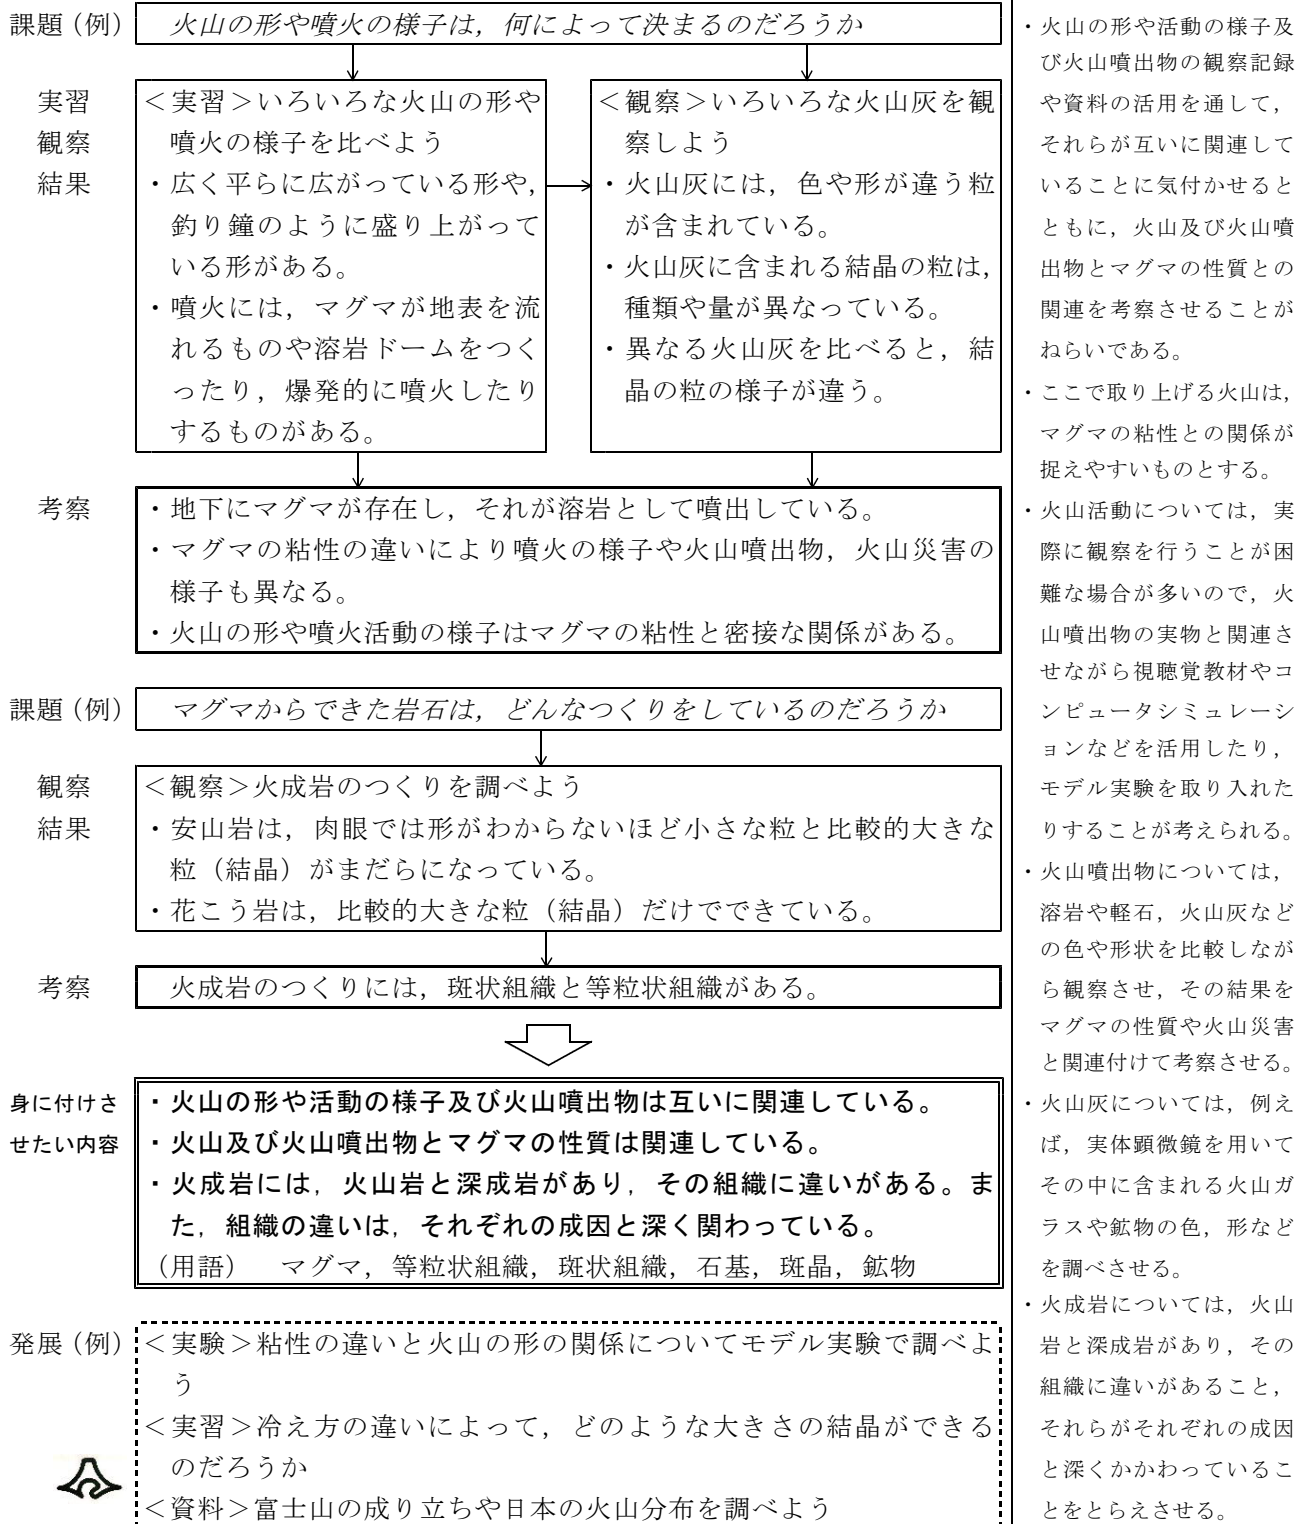 課題（例）
火山の形や噴火の様子は，何によって決まるのだろうか
実習
観察
結果
＜実習＞いろいろな火山の形や
噴火の様子を比べよう
・広く平らに広がっている形や，
釣り鐘のように盛り上がって
いる形がある。
・噴火には，マグマが地表を流
れるものや溶岩ドームをつく
ったり，爆発的に噴火したり
するものがある。
＜観察＞いろいろな火山灰を観
察しよう
・火山灰には，色や形が違う粒
が含まれている。
・火山灰に含まれる結晶の粒は，
種類や量が異なっている。
・異なる火山灰を比べると，結
晶の粒の様子が違う。
考察
・地下にマグマが存在し，それが溶岩として噴出している。
・マグマの粘性の違いにより噴火の様子や火山噴出物，火山災害の
様子も異なる。
・火山の形や噴火活動の様子はマグマの粘性と密接な関係がある。
課題（例）
マグマからできた岩石は，どんなつくりをしているのだろうか
観察
結果
＜観察＞火成岩のつくりを調べよう
・安山岩は，肉眼では形がわからないほど小さな粒と比較的大きな
粒（結晶）がまだらになっている。
・花こう岩は，比較的大きな粒（結晶）だけでできている。
考察
火成岩のつくりには，斑状組織と等粒状組織がある。
身に付けさ
せたい内容
・火山の形や活動の様子及び火山噴出物は互いに関連している。
・火山及び火山噴出物とマグマの性質は関連している。
・火成岩には，火山岩と深成岩があり，その組織に違いがある。ま
た，組織の違いは，それぞれの成因と深く関わっている。
（用語）　マグマ，等粒状組織，斑状組織，石基，斑晶，鉱物
発展（例）
＜実験＞粘性の違いと火山の形の関係についてモデル実験で調べよ
う
＜実習＞冷え方の違いによって，どのような大きさの結晶ができる
のだろうか
＜資料＞富士山の成り立ちや日本の火山分布を調べよう
・火山の形や活動の様子及
び火山噴出物の観察記録
や資料の活用を通して，
それらが互いに関連して
いることに気付かせると
ともに，火山及び火山噴
出物とマグマの性質との
関連を考察させることが
ねらいである。
・ここで取り上げる火山は，
マグマの粘性との関係が
捉えやすいものとする。
・火山活動については，実
際に観察を行うことが困
難な場合が多いので，火
山噴出物の実物と関連さ
せながら視聴覚教材やコ
ンピュータシミュレーシ
ョンなどを活用したり，
モデル実験を取り入れた
りすることが考えられる。
・火山噴出物については，
溶岩や軽石，火山灰など
の色や形状を比較しなが
ら観察させ，その結果を
マグマの性質や火山災害
と関連付けて考察させる。
・火山灰については，例え
ば，実体顕微鏡を用いて
その中に含まれる火山ガ
ラスや鉱物の色，形など
を調べさせる。
・火成岩については，火山
岩と深成岩があり，その
組織に違いがあること，
それらがそれぞれの成因
と深くかかわっているこ
とをとらえさせる。